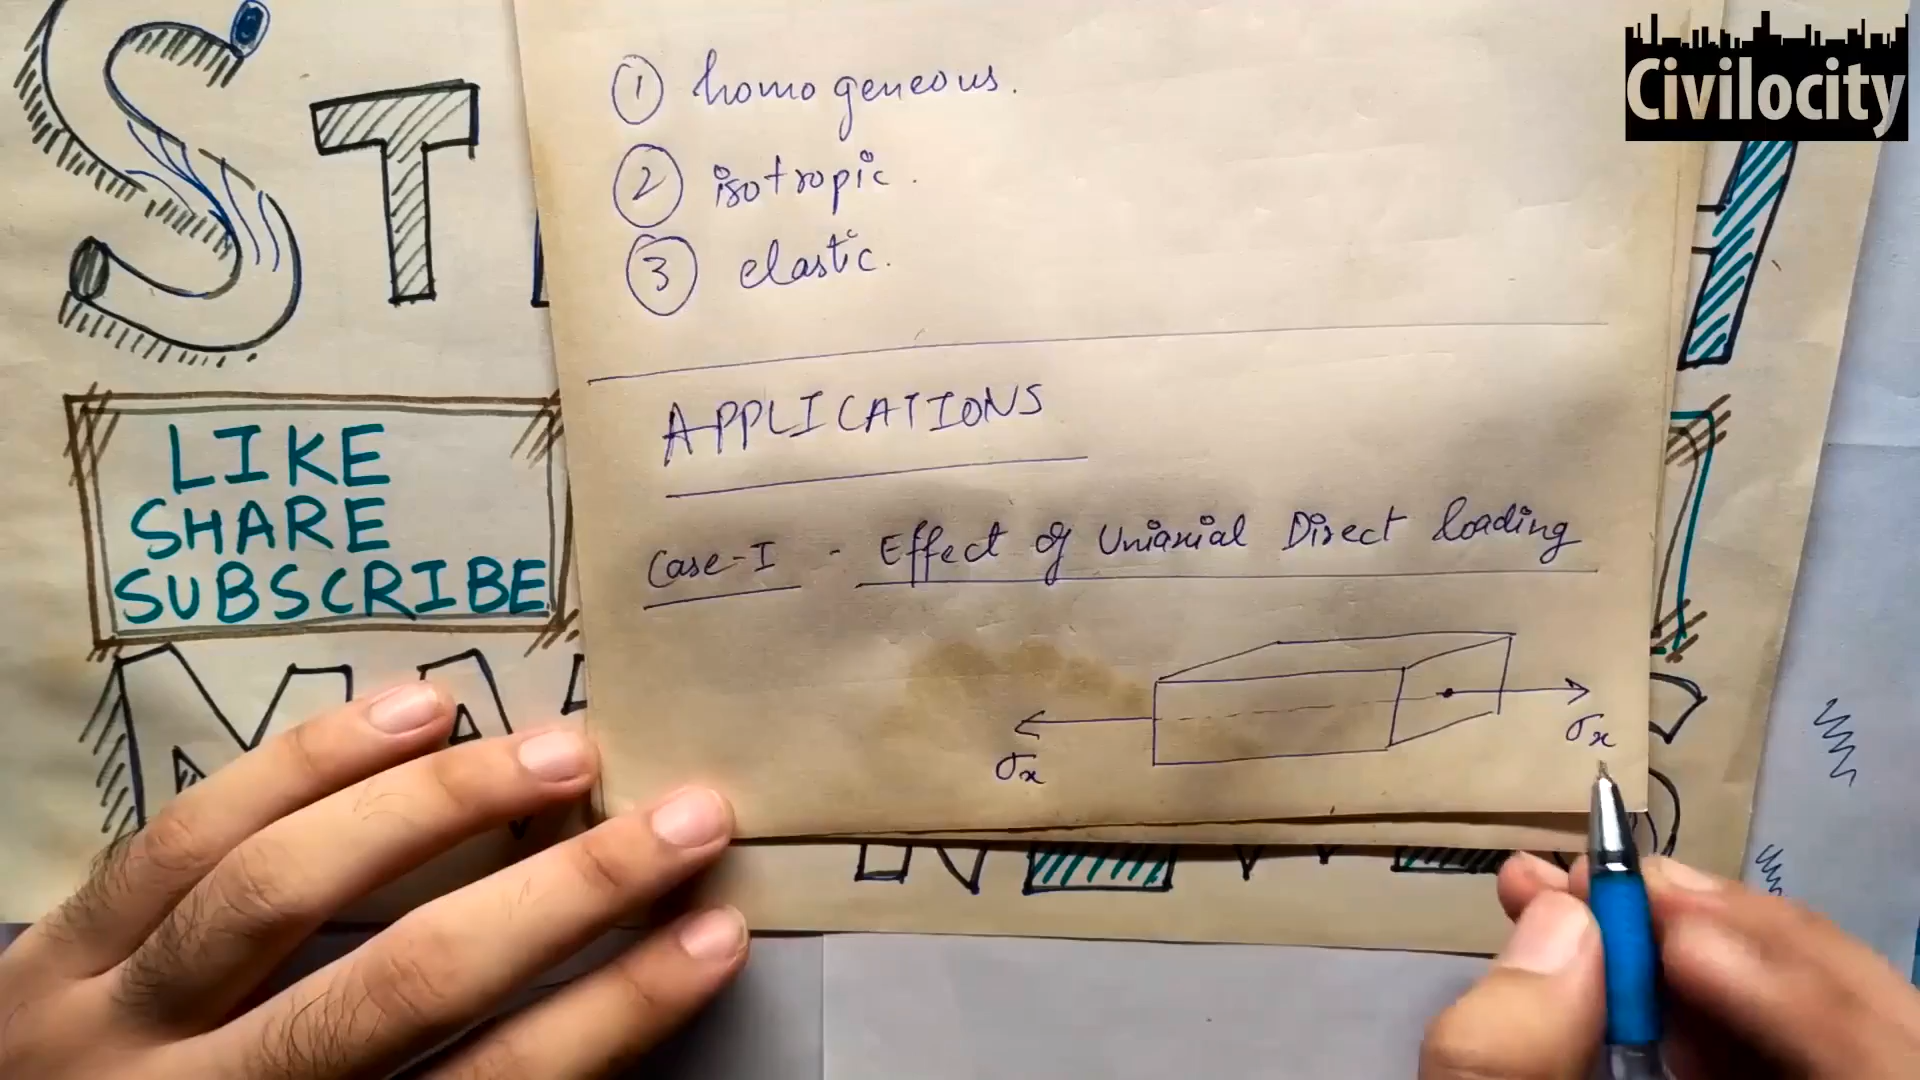 Civilocity
① homogeneous.
② isotropic.
③ elastic.
APPLICATIONS
Case-I - Effect of Uniaxial Direct loading
σx
σx
LIKE
SHARE
SUBSCRIBE